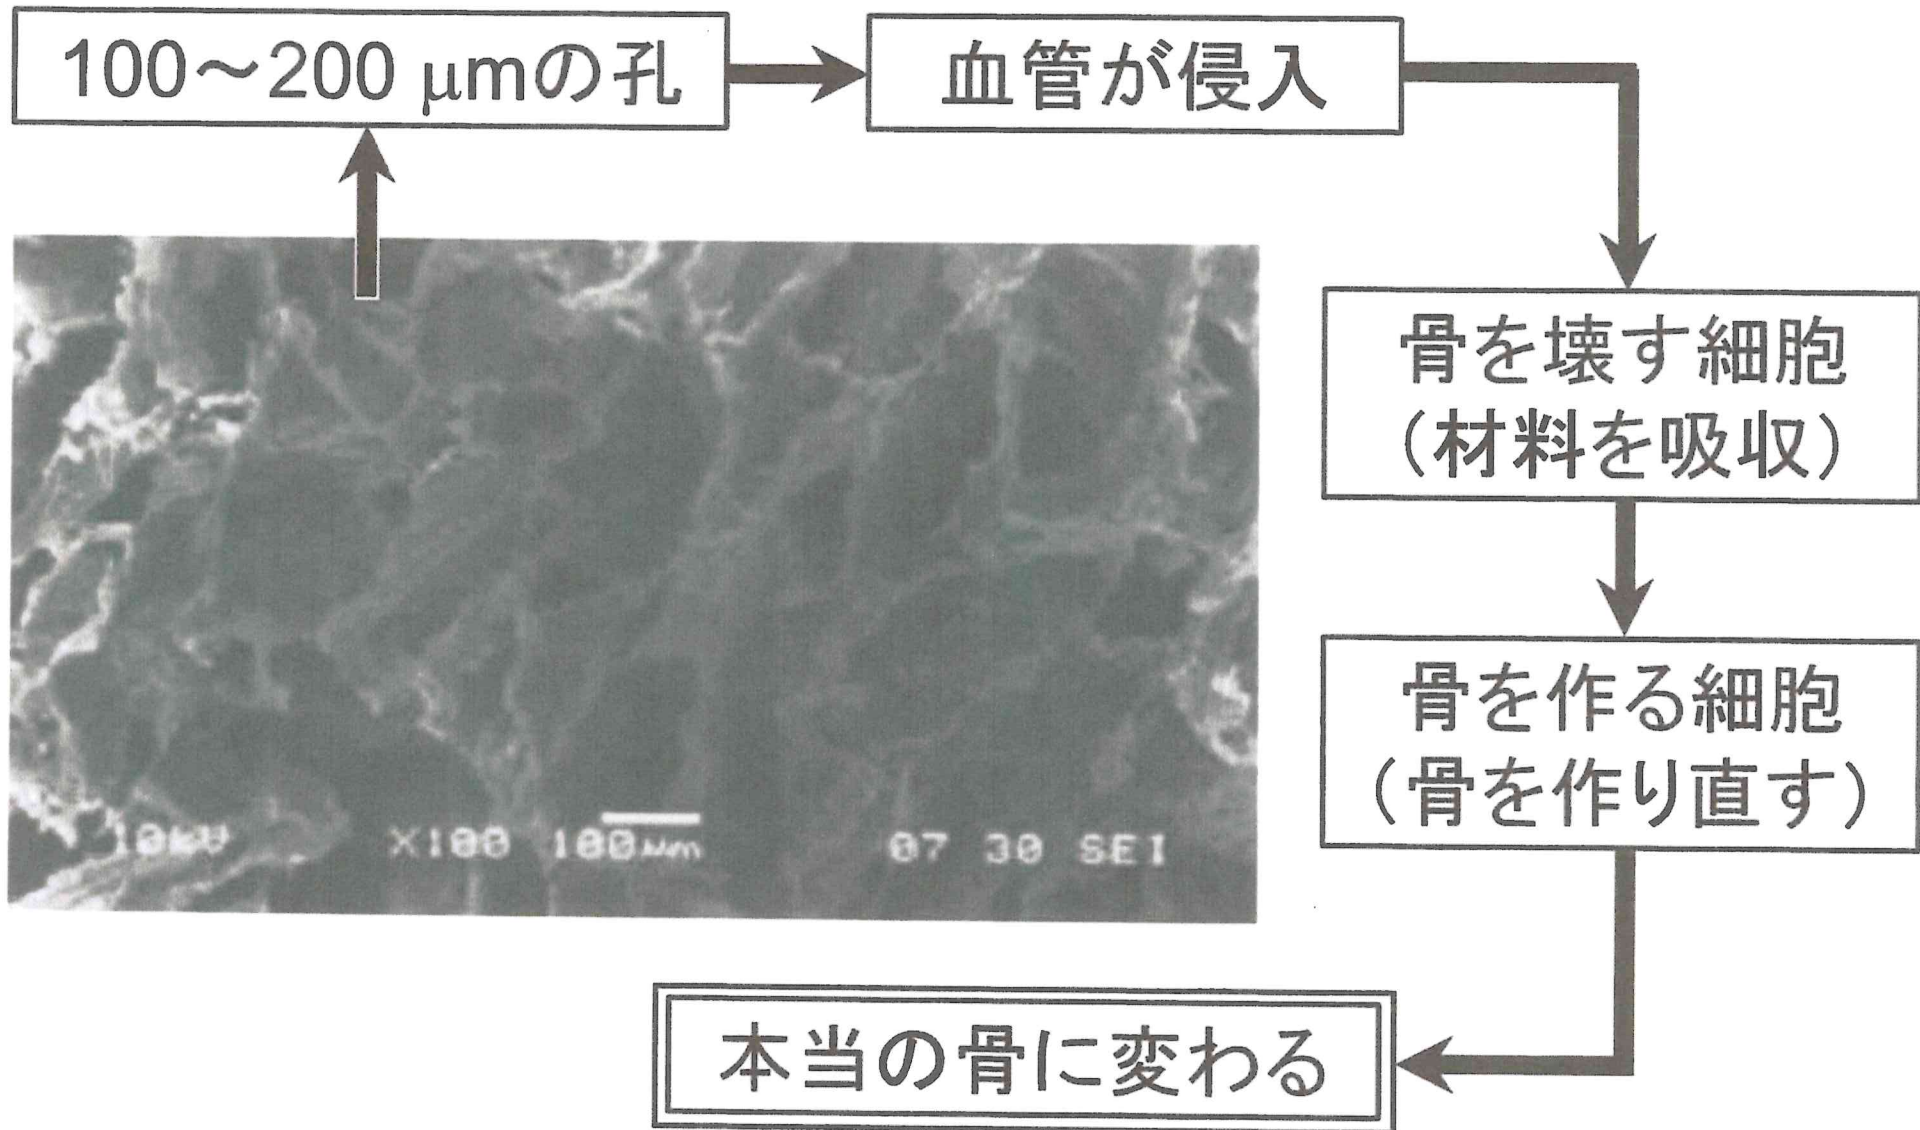 100～200 μmの孔
血管が侵入
骨を壊す細胞
（材料を吸収）
骨を作る細胞
（骨を作り直す）
10kV X100 100μm 07 30 SEI
本当の骨に変わる